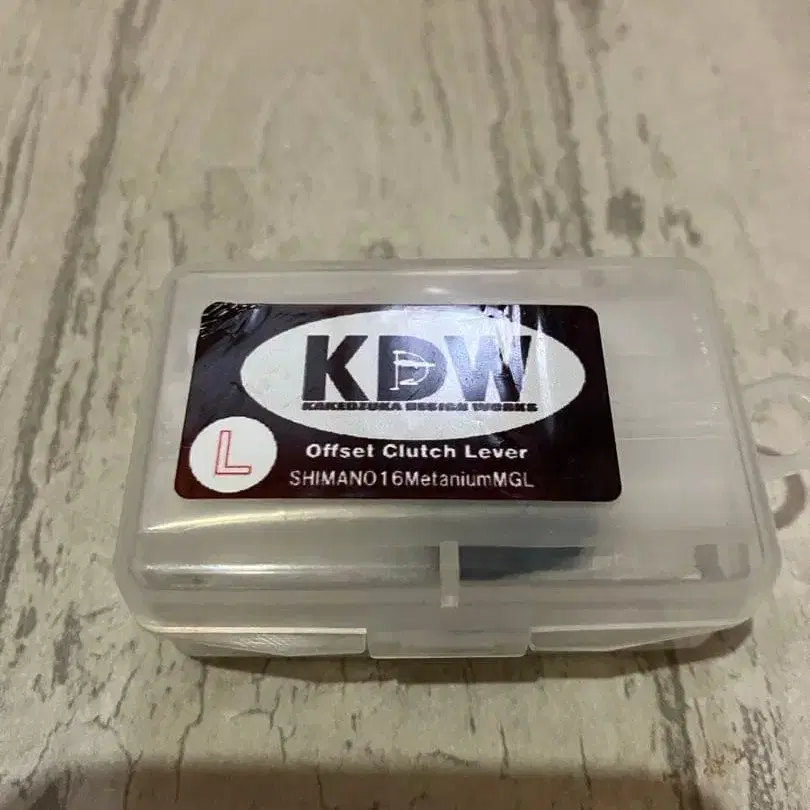 KDW
KAKEDZUKA DESIGN WORKS
L
Offset Clutch Lever
SHIMANO16MetaniumMGL